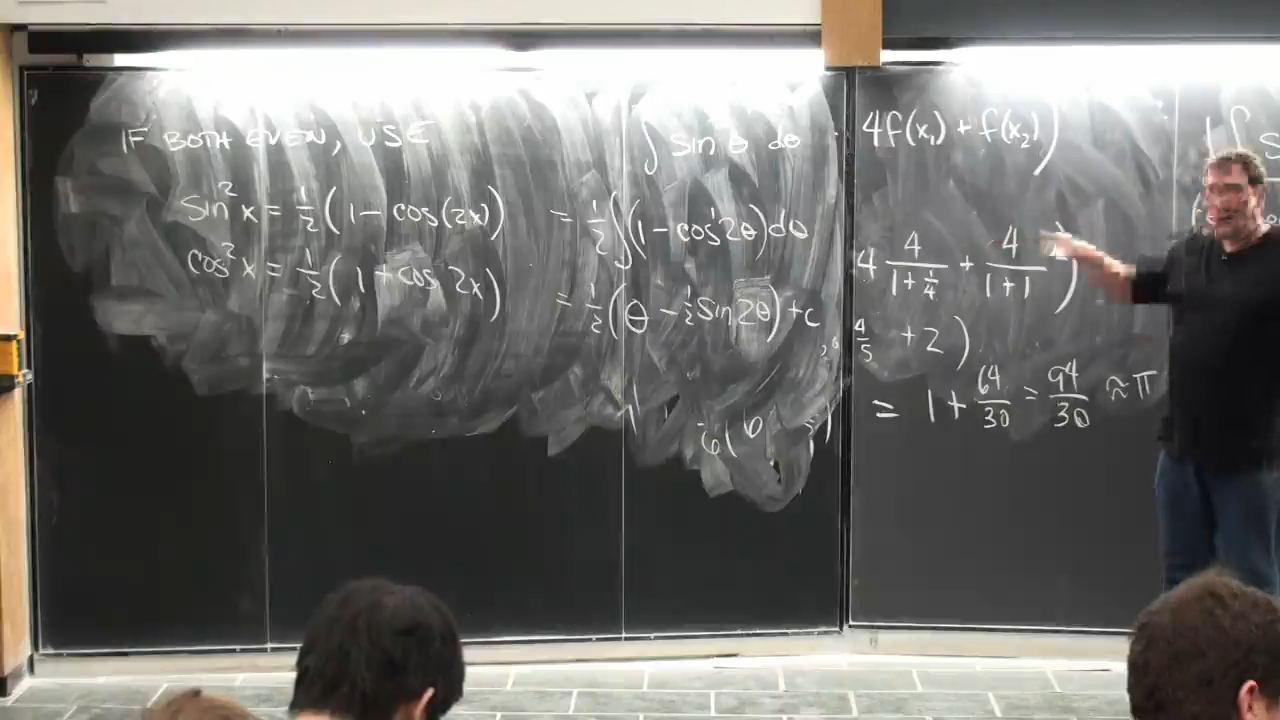 IF BOTH EVEN, USE
sin²x = 1/2 (1 - cos(2x))
cos²x = 1/2 (1 + cos 2x)
∫ sin θ dθ
= 1/2 ∫(1 - cos 2θ) dθ
= 1/2 (θ - 1/2 Sin 2θ) + c
4f(x₁) + f(x₂))
4 4/(1+1/4) + 4/(1+1))
4/5 + 2)
= 1 + 64/30 = 94/30 ≈ π